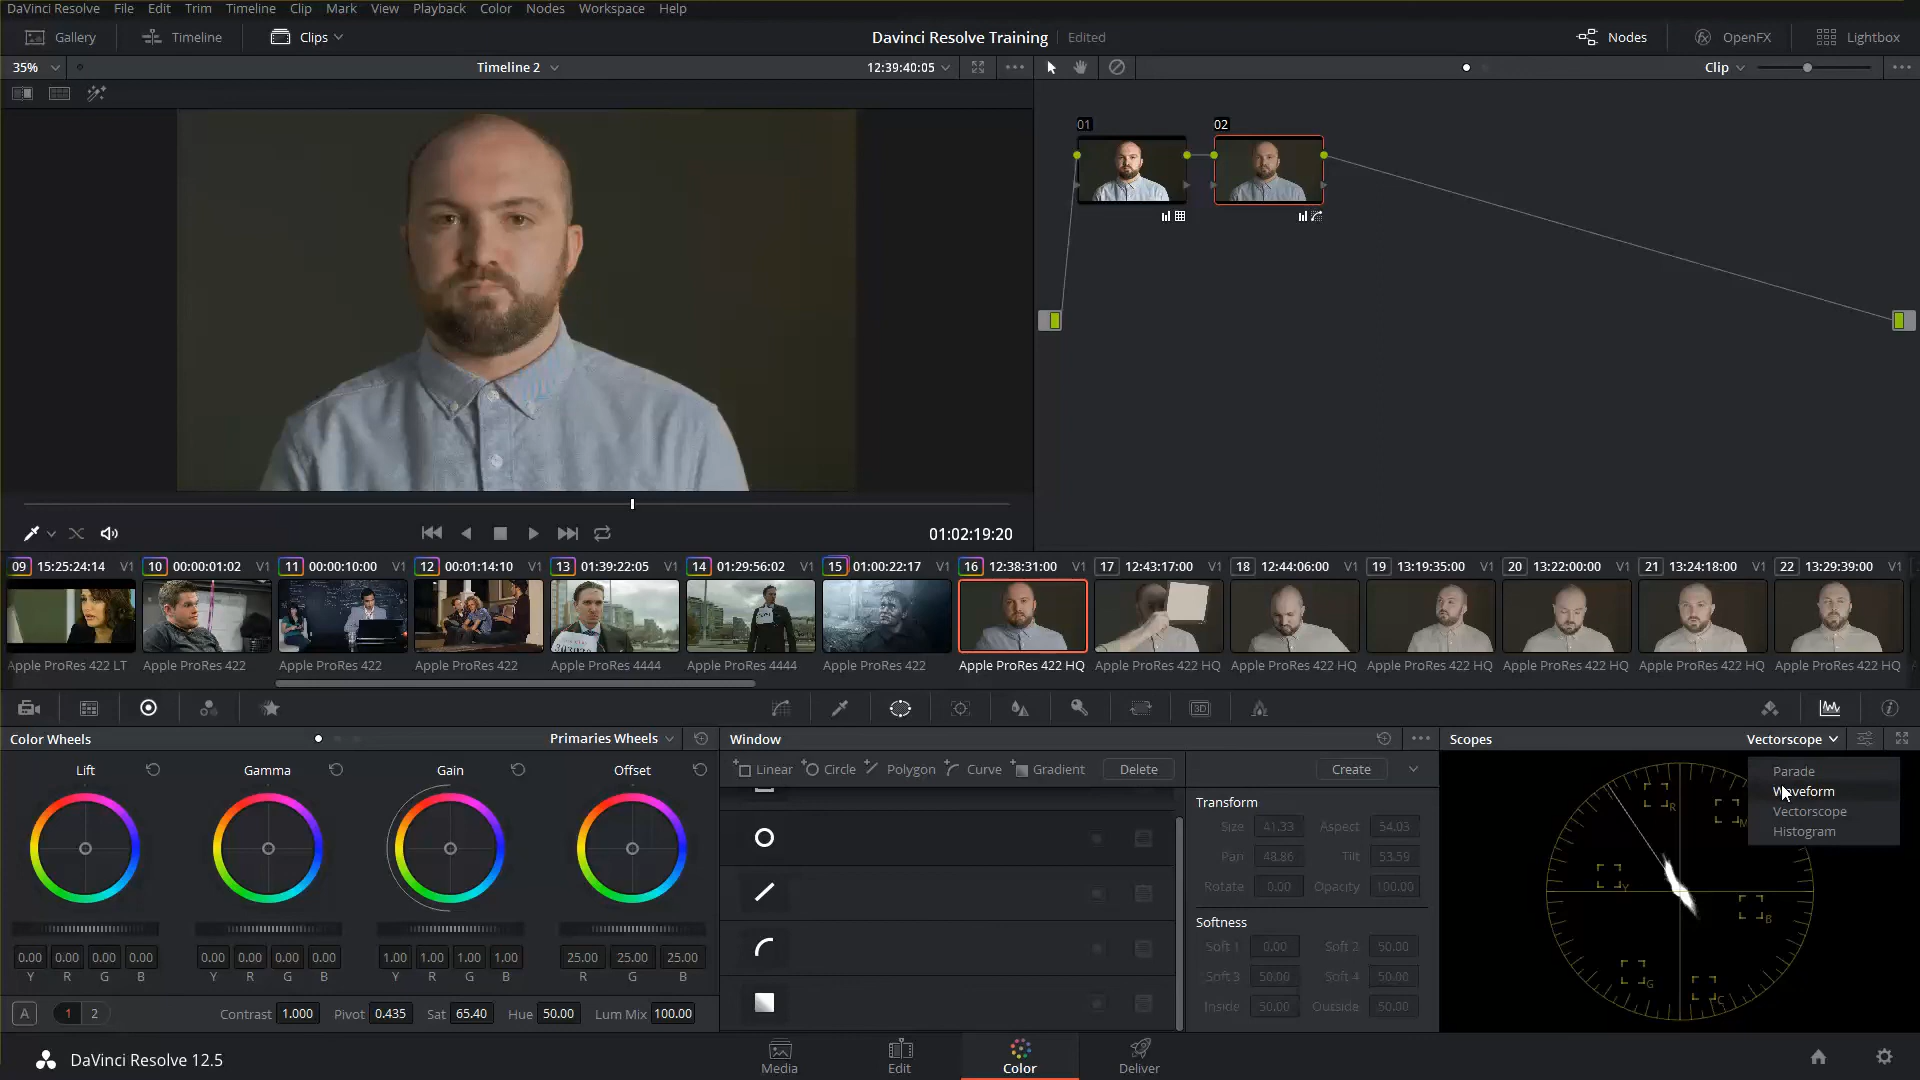 DaVinci Resolve File Edit Trim Timeline Clip Mark View Playback Color Nodes Workspace Help
Gallery Timeline Clips Davinci Resolve Training Edited Nodes OpenFX Lightbox
35% Timeline 2 12:39:40:05 Clip
01 02
01:02:19:20
09 15:25:24:14 V1 10 00:00:01:02 V1 11 00:00:10:00 V1 12 00:01:14:10 V1 13 01:39:22:05 V1 14 01:29:56:02 V1 15 01:00:22:17 V1 16 12:38:31:00 V1 17 12:43:17:00 V1 18 12:44:06:00 V1 19 13:19:35:00 V1 20 13:22:00:00 V1 21 13:24:18:00 V1 22 13:29:39:00 V1
Apple ProRes 422 LT Apple ProRes 422 Apple ProRes 422 Apple ProRes 422 Apple ProRes 4444 Apple ProRes 4444 Apple ProRes 422 Apple ProRes 422 HQ Apple ProRes 422 HQ Apple ProRes 422 HQ Apple ProRes 422 HQ Apple ProRes 422 HQ Apple ProRes 422 HQ Apple ProRes 422 HQ
3D
Color Wheels Primaries Wheels Window Scopes Vectorscope
Lift Gamma Gain Offset
Linear Circle Polygon Curve Gradient Delete Create
Parade
Waveform
Vectorscope
Histogram
Transform
Size 41.33 Aspect 54.03
Pan 48.86 Tilt 53.59
Rotate 0.00 Opacity 100.00
Softness
Soft 1 0.00 Soft 2 50.00
Soft 3 50.00 Soft 4 50.00
Inside 50.00 Outside 50.00
R M
Y B
G C
0.00 0.00 0.00 0.00 0.00 0.00 0.00 0.00 1.00 1.00 1.00 1.00 25.00 25.00 25.00
Y R G B Y R G B Y R G B R G B
A 1 2 Contrast 1.000 Pivot 0.435 Sat 65.40 Hue 50.00 Lum Mix 100.00
DaVinci Resolve 12.5 Media Edit Color Deliver